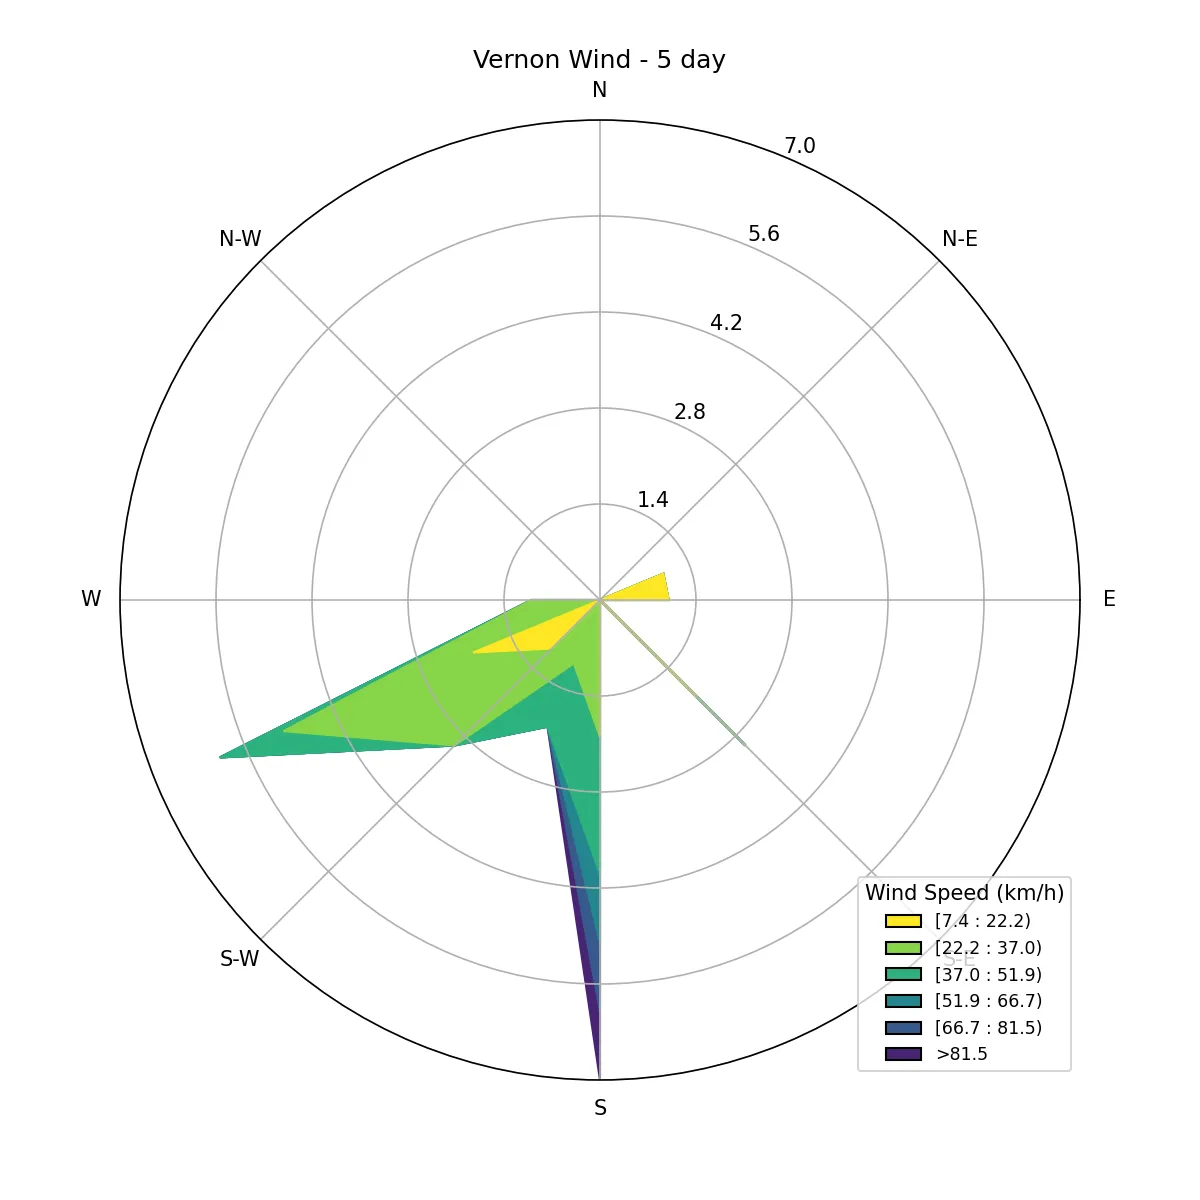 Vernon Wind - 5 day
N
7.0
5.6
N-W
N-E
4.2
2.8
1.4
W
E
Wind Speed (km/h)
[7.4 : 22.2)
[22.2 : 37.0)
S-W
S-E
[37.0 : 51.9)
[51.9 : 66.7)
[66.7 : 81.5)
>81.5
S